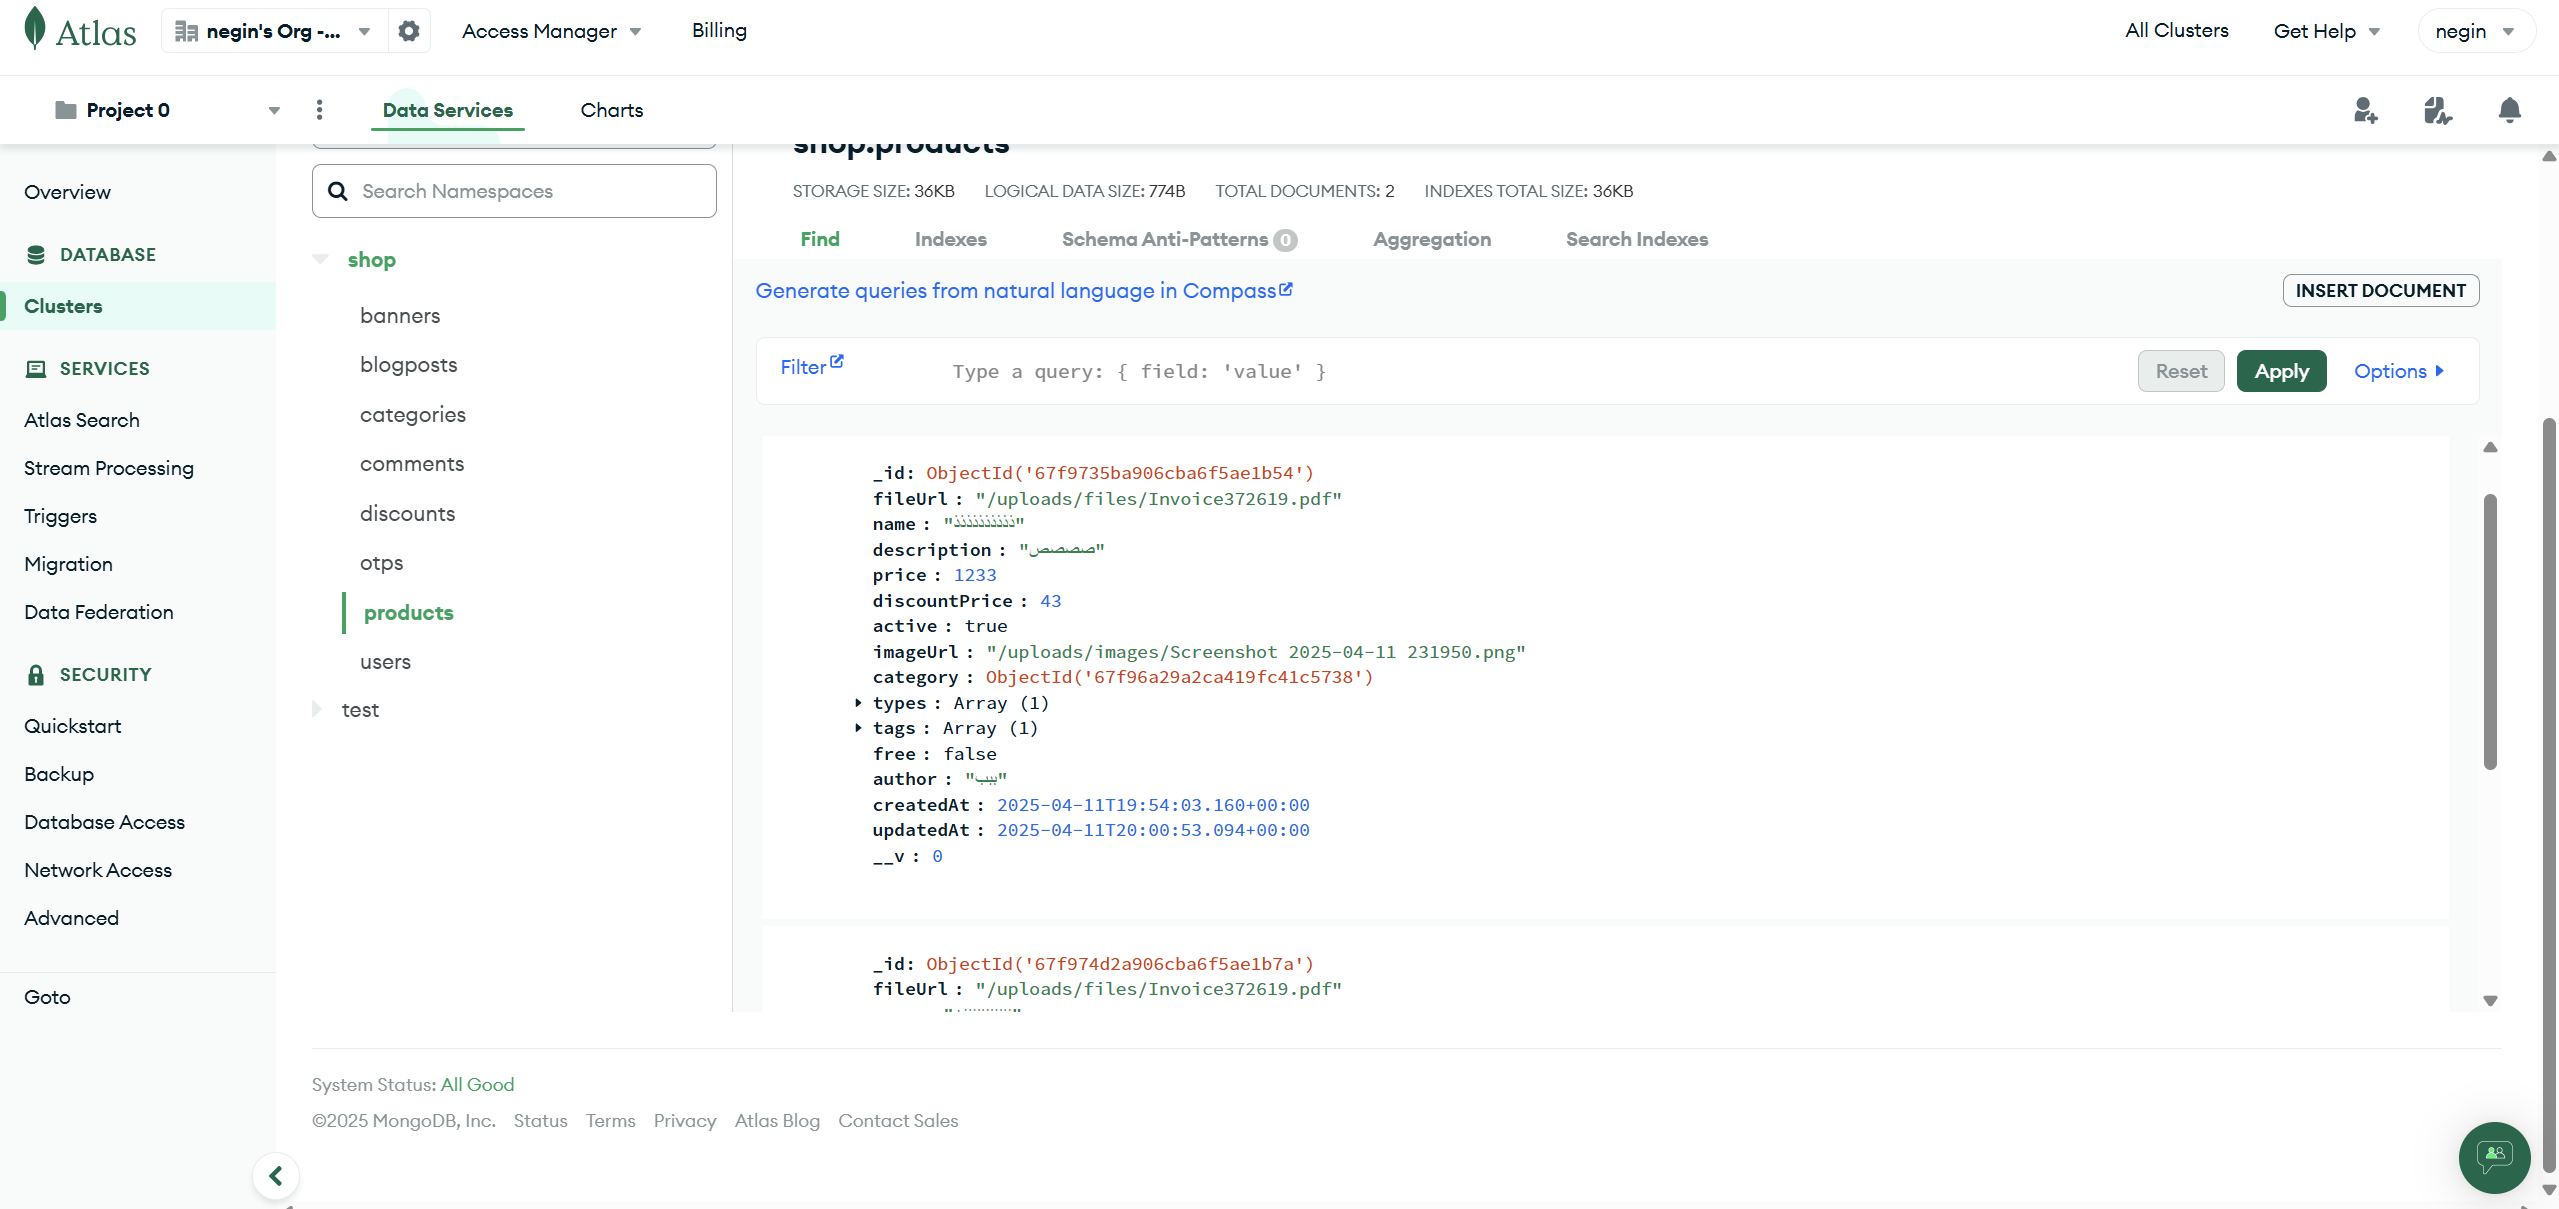 Atlas
negin's Org -...
Access Manager
Billing
All Clusters
Get Help
negin
Project 0
Data Services
Charts
Overview
DATABASE
Clusters
SERVICES
Atlas Search
Stream Processing
Triggers
Migration
Data Federation
SECURITY
Quickstart
Backup
Database Access
Network Access
Advanced
Goto
Search Namespaces
shop
banners
blogposts
categories
comments
discounts
otps
products
users
test
shop.products
STORAGE SIZE: 36KB LOGICAL DATA SIZE: 774B TOTAL DOCUMENTS: 2 INDEXES TOTAL SIZE: 36KB
Find Indexes Schema Anti-Patterns 0 Aggregation Search Indexes
Generate queries from natural language in Compass
INSERT DOCUMENT
Filter
Type a query: { field: 'value' }
Reset
Apply
Options
_id: ObjectId('67f9735ba906cba6f5ae1b54')
fileUrl : "/uploads/files/Invoice372619.pdf"
name :
description : "صصصص"
price : 1233
discountPrice : 43
active : true
imageUrl : "/uploads/images/Screenshot 2025-04-11 231950.png"
category : ObjectId('67f96a29a2ca419fc41c5738')
types : Array (1)
tags : Array (1)
free : false
author :
createdAt : 2025-04-11T19:54:03.160+00:00
updatedAt : 2025-04-11T20:00:53.094+00:00
__v : 0
_id: ObjectId('67f974d2a906cba6f5ae1b7a')
fileUrl : "/uploads/files/Invoice372619.pdf"
System Status: All Good
©2025 MongoDB, Inc. Status Terms Privacy Atlas Blog Contact Sales